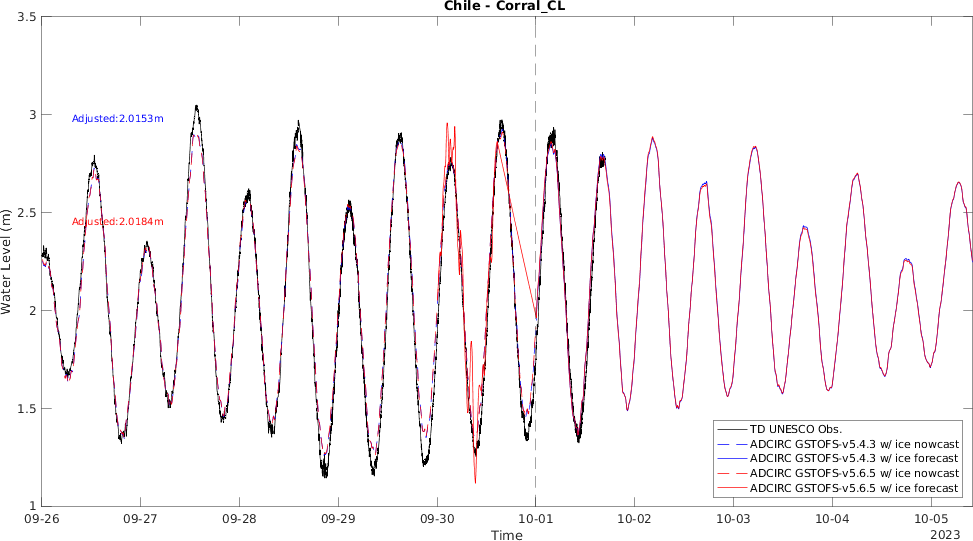 Chile - Corral_CL
3.5
3
2.5
2
1.5
1
Water Level (m)
Adjusted:2.0153m
Adjusted:2.0184m
TD UNESCO Obs.
ADCIRC GSTOFS-v5.4.3 w/ ice nowcast
ADCIRC GSTOFS-v5.4.3 w/ ice forecast
ADCIRC GSTOFS-v5.6.5 w/ ice nowcast
ADCIRC GSTOFS-v5.6.5 w/ ice forecast
09-26 09-27 09-28 09-29 09-30 10-01 10-02 10-03 10-04 10-05
Time
2023